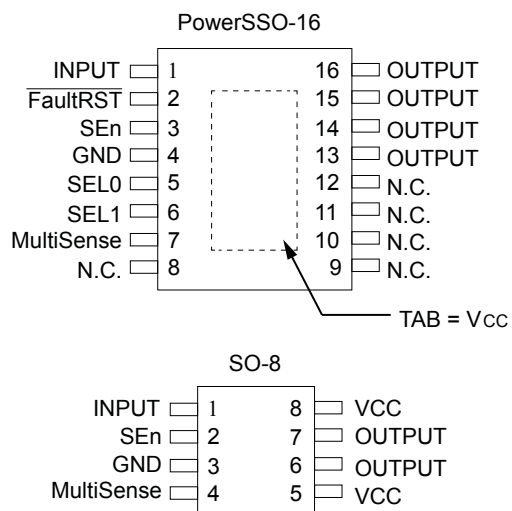 PowerSSO-16
INPUT 1 16 OUTPUT
FaultRST 2 15 OUTPUT
SEn 3 14 OUTPUT
GND 4 13 OUTPUT
SEL0 5 12 N.C.
SEL1 6 11 N.C.
MultiSense 7 10 N.C.
N.C. 8 9 N.C.
TAB = VCC
SO-8
INPUT 1 8 VCC
SEn 2 7 OUTPUT
GND 3 6 OUTPUT
MultiSense 4 5 VCC